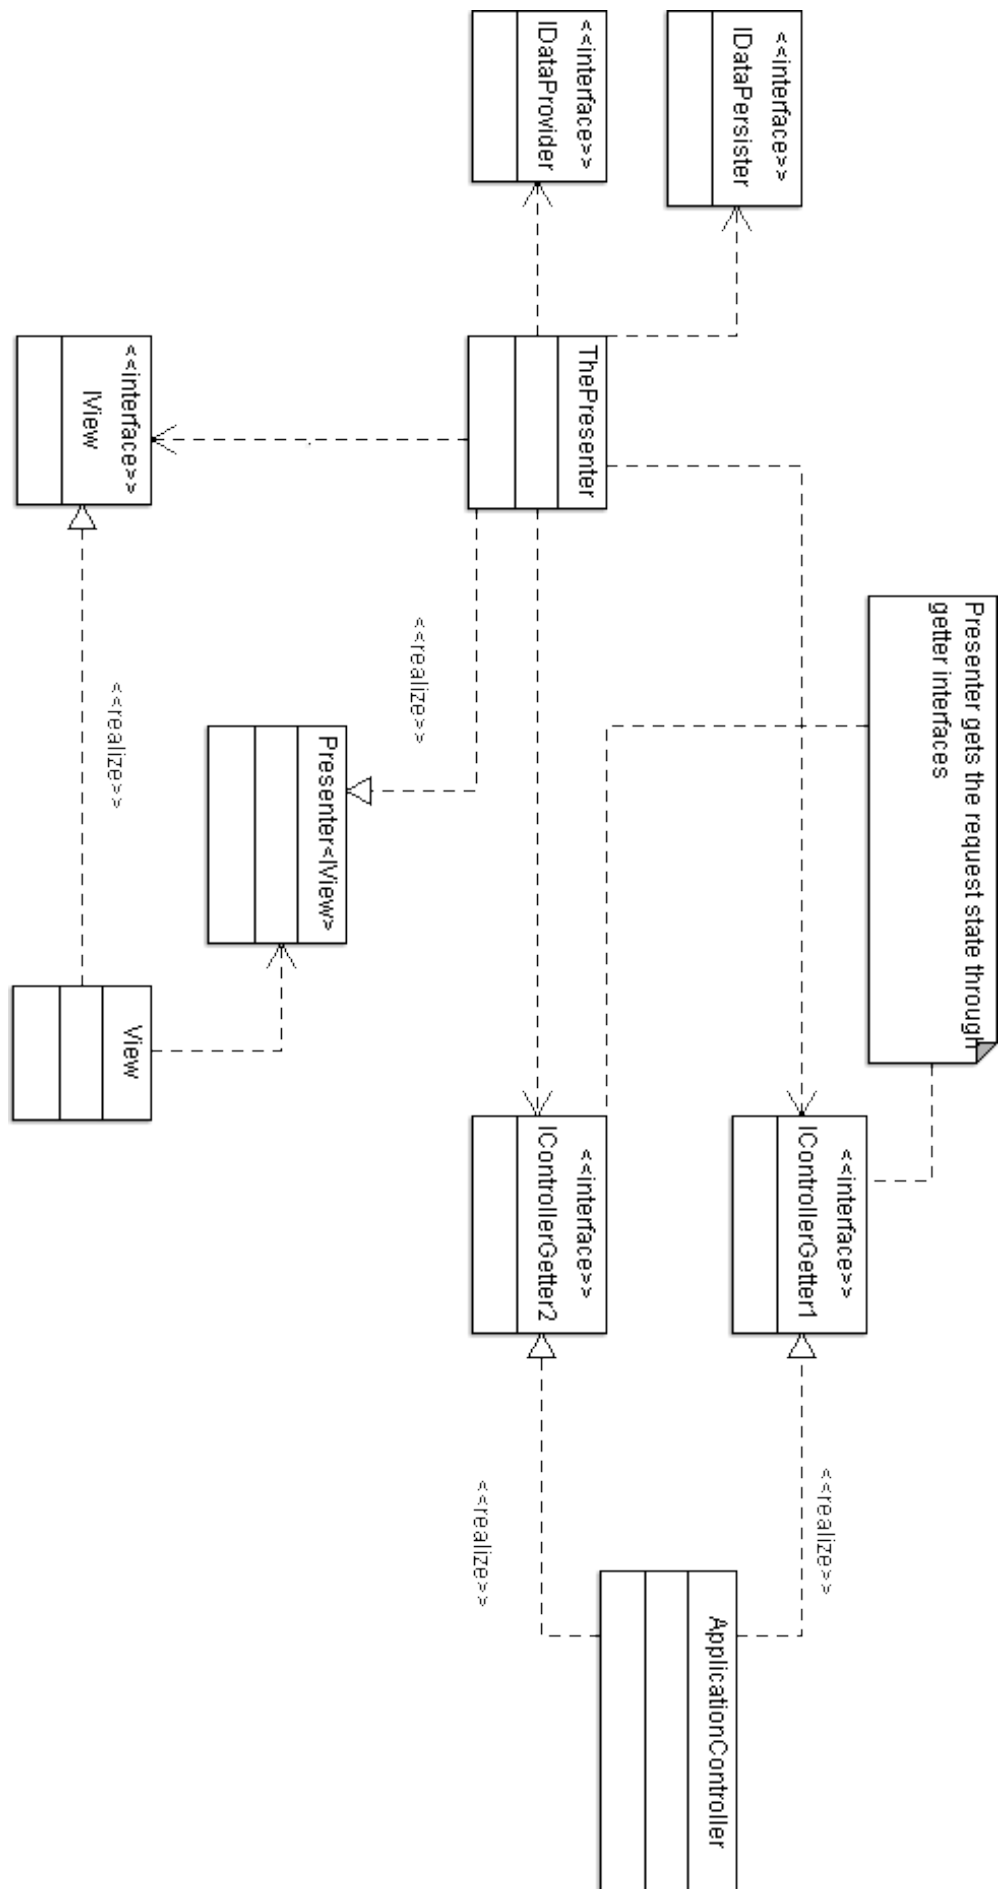 Presenter gets the request state through
getter interfaces
<<interface>>
IControllerGetter1
<<realize>>
<<interface>>
IDataPersister
ApplicationController
<<interface>>
IDataProvider
ThePresenter
<<interface>>
IControllerGetter2
<<realize>>
<<realize>>
Presenter<IView>
<<interface>>
IView
View
<<realize>>